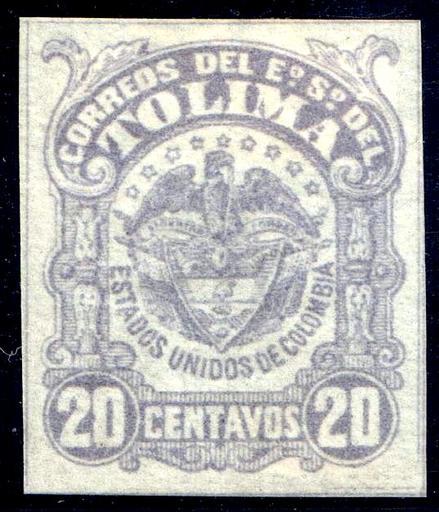 CORREOS DEL Eº Sº DEL
TOLIMA
ESTADOS UNIDOS DE COLOMBIA
20 CENTAVOS 20